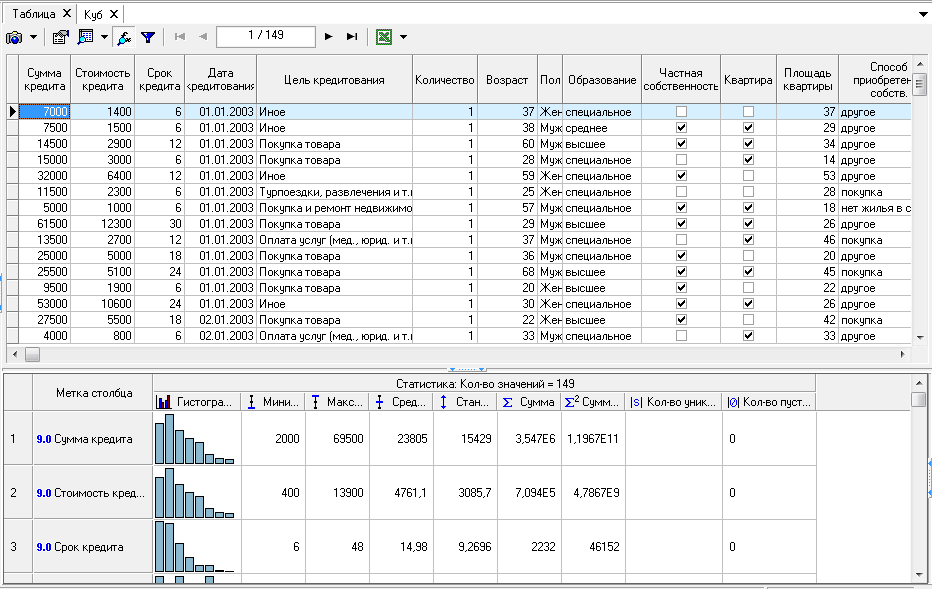 Таблица Куб
1 / 149
Сумма кредита Стоимость кредита Срок кредита Дата кредитования Цель кредитования Количество Возраст Пол Образование Частная собственность Квартира Площадь квартиры Способ приобретен собств.
7000 1400 6 01.01.2003 Иное 1 37 Жен специальное 37 другое
7500 1500 6 01.01.2003 Иное 1 38 Муж среднее 29 другое
14500 2900 12 01.01.2003 Покупка товара 1 60 Муж высшее 34 другое
15000 3000 6 01.01.2003 Покупка товара 1 28 Муж специальное 14 другое
32000 6400 12 01.01.2003 Иное 1 59 Жен специальное 53 другое
11500 2300 6 01.01.2003 Турпоездки, развлечения и т.п 1 25 Жен специальное 28 покупка
5000 1000 6 01.01.2003 Покупка и ремонт недвижимо 1 57 Муж специальное 18 нет жилья в с
61500 12300 30 01.01.2003 Покупка товара 1 29 Муж высшее 26 другое
13500 2700 12 01.01.2003 Оплата услуг (мед., юрид. и т.п 1 37 Муж специальное 46 покупка
25000 5000 18 01.01.2003 Покупка товара 1 36 Муж специальное 20 другое
25500 5100 24 01.01.2003 Покупка товара 1 68 Муж высшее 45 покупка
9500 1900 6 01.01.2003 Покупка товара 1 20 Жен высшее 22 другое
53000 10600 24 01.01.2003 Иное 1 30 Жен специальное 26 другое
27500 5500 18 02.01.2003 Покупка товара 1 22 Жен высшее 42 покупка
4000 800 6 02.01.2003 Оплата услуг (мед., юрид. и т.п 1 33 Муж специальное 33 другое
Метка столбца Статистика: Кол-во значений = 149
Гистогра... Мини... Макс... Сред... Стан... Σ Сумма Σ² Сумм... |S| Кол-во уник... |0| Кол-во пуст...
1 9.0 Сумма кредита 2000 69500 23805 15429 3,547E6 1,1967E11 0
2 9.0 Стоимость кред... 400 13900 4761,1 3085,7 7,094E5 4,7867E9 0
3 9.0 Срок кредита 6 48 14,98 9,2696 2232 46152 0